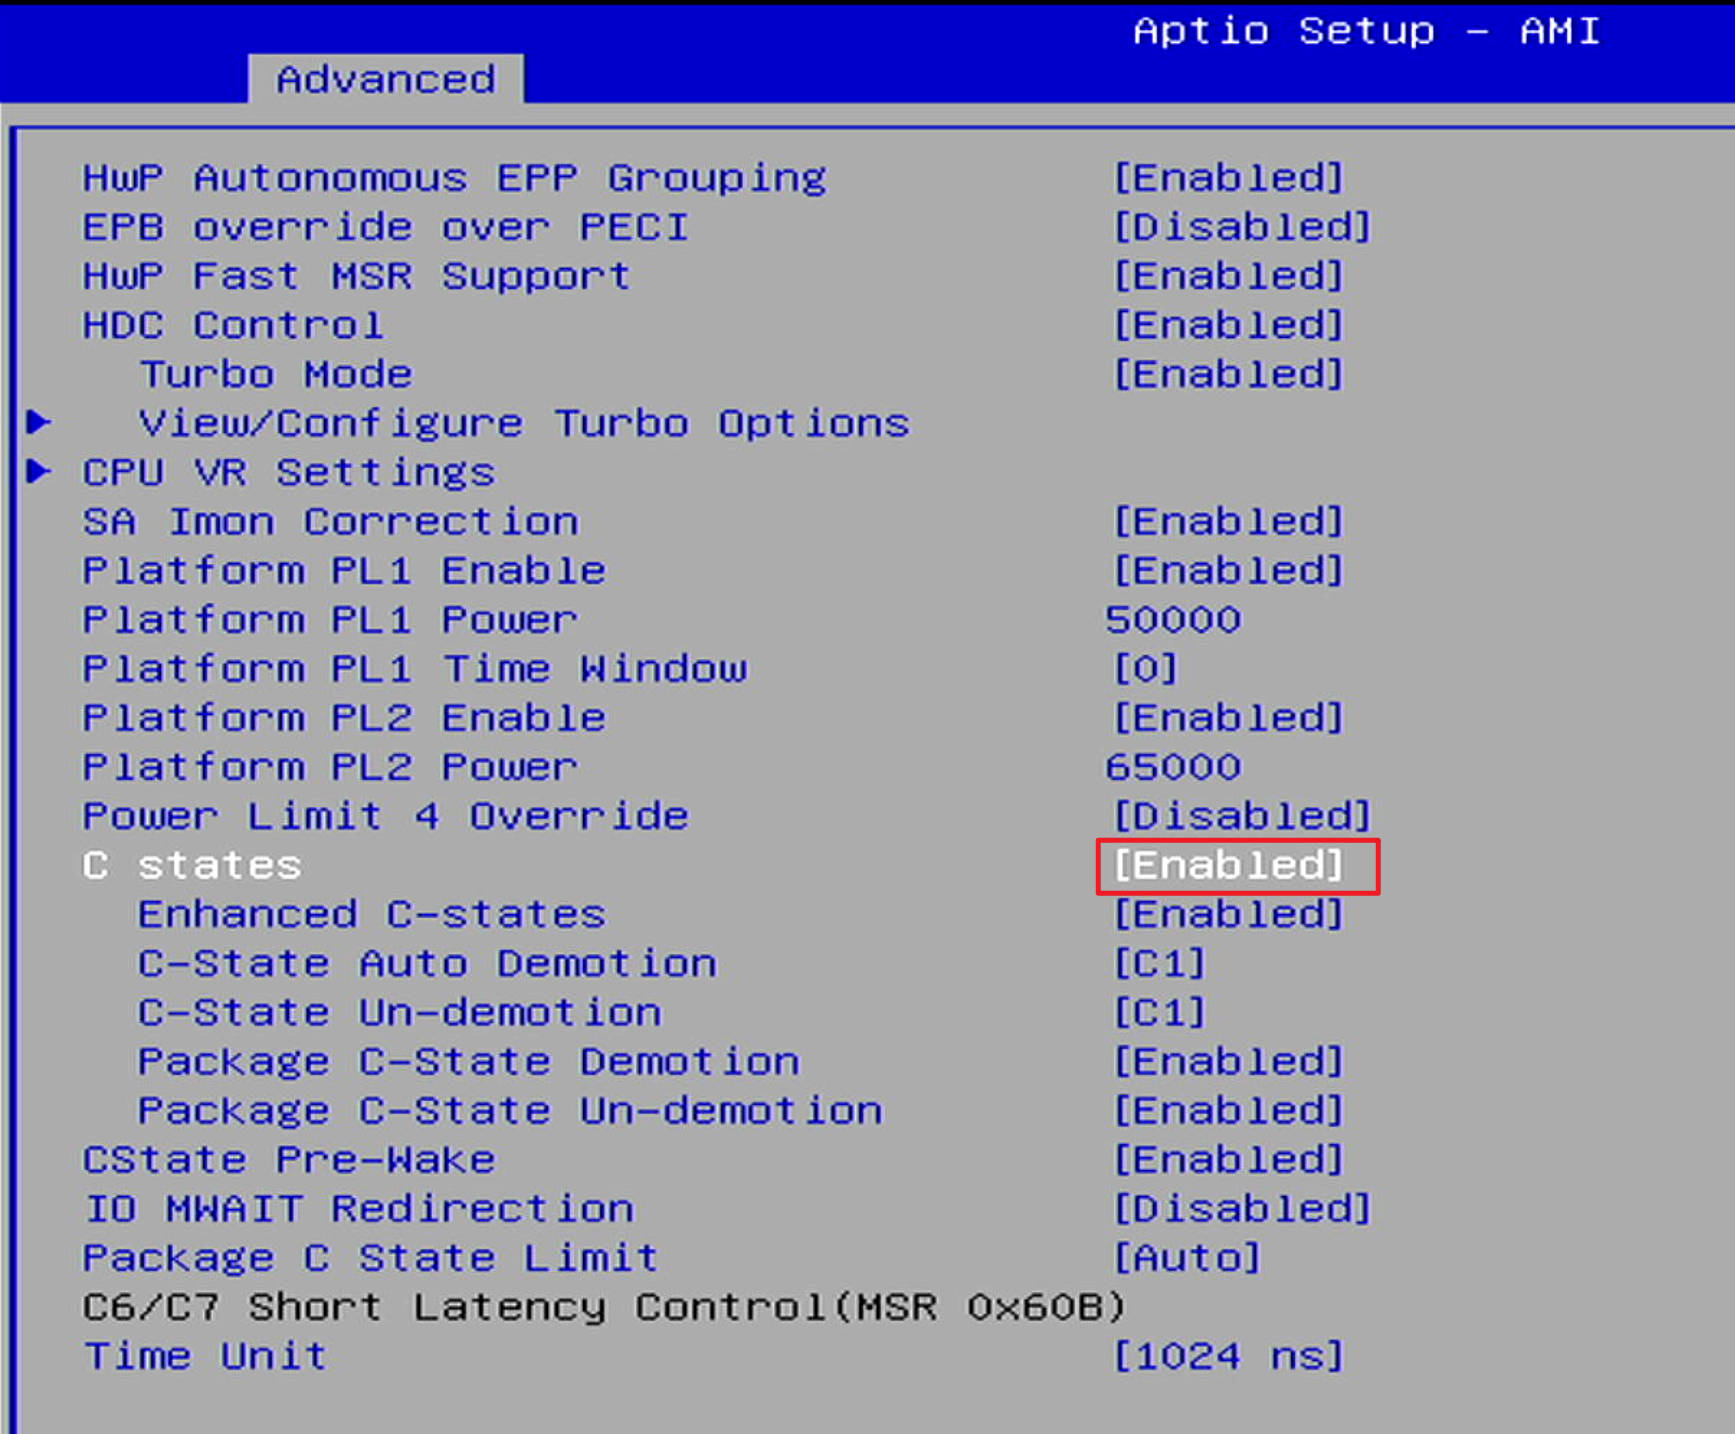 Aptio Setup - AMI
Advanced
HwP Autonomous EPP Grouping [Enabled]
EPB override over PECI [Disabled]
HwP Fast MSR Support [Enabled]
HDC Control [Enabled]
Turbo Mode [Enabled]
View/Configure Turbo Options
CPU VR Settings
SA Imon Correction [Enabled]
Platform PL1 Enable [Enabled]
Platform PL1 Power 50000
Platform PL1 Time Window [0]
Platform PL2 Enable [Enabled]
Platform PL2 Power 65000
Power Limit 4 Override [Disabled]
C states [Enabled]
Enhanced C-states [Enabled]
C-State Auto Demotion [C1]
C-State Un-demotion [C1]
Package C-State Demotion [Enabled]
Package C-State Un-demotion [Enabled]
CState Pre-Wake [Enabled]
IO MWAIT Redirection [Disabled]
Package C State Limit [Auto]
C6/C7 Short Latency Control(MSR 0x60B)
Time Unit [1024 ns]